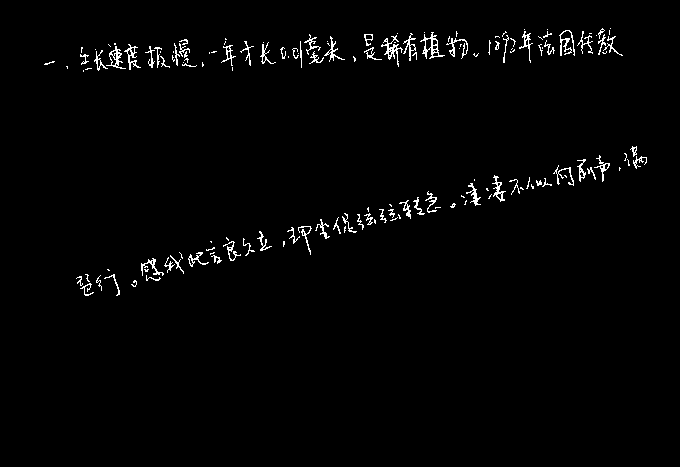 一,生长速度极慢,一年才长0.01毫米,是稀有植物。1892年法国传教
琶行。感我此言良久立,却坐促弦弦转急。凄凄不似向前声,满